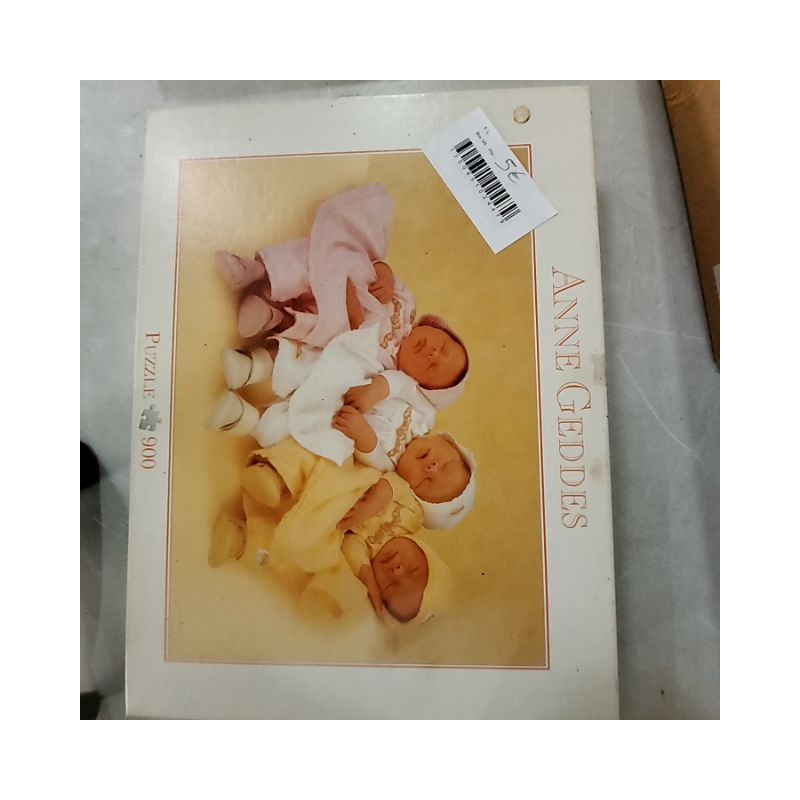 ANNE GEDDES
5€
PUZZLE 900